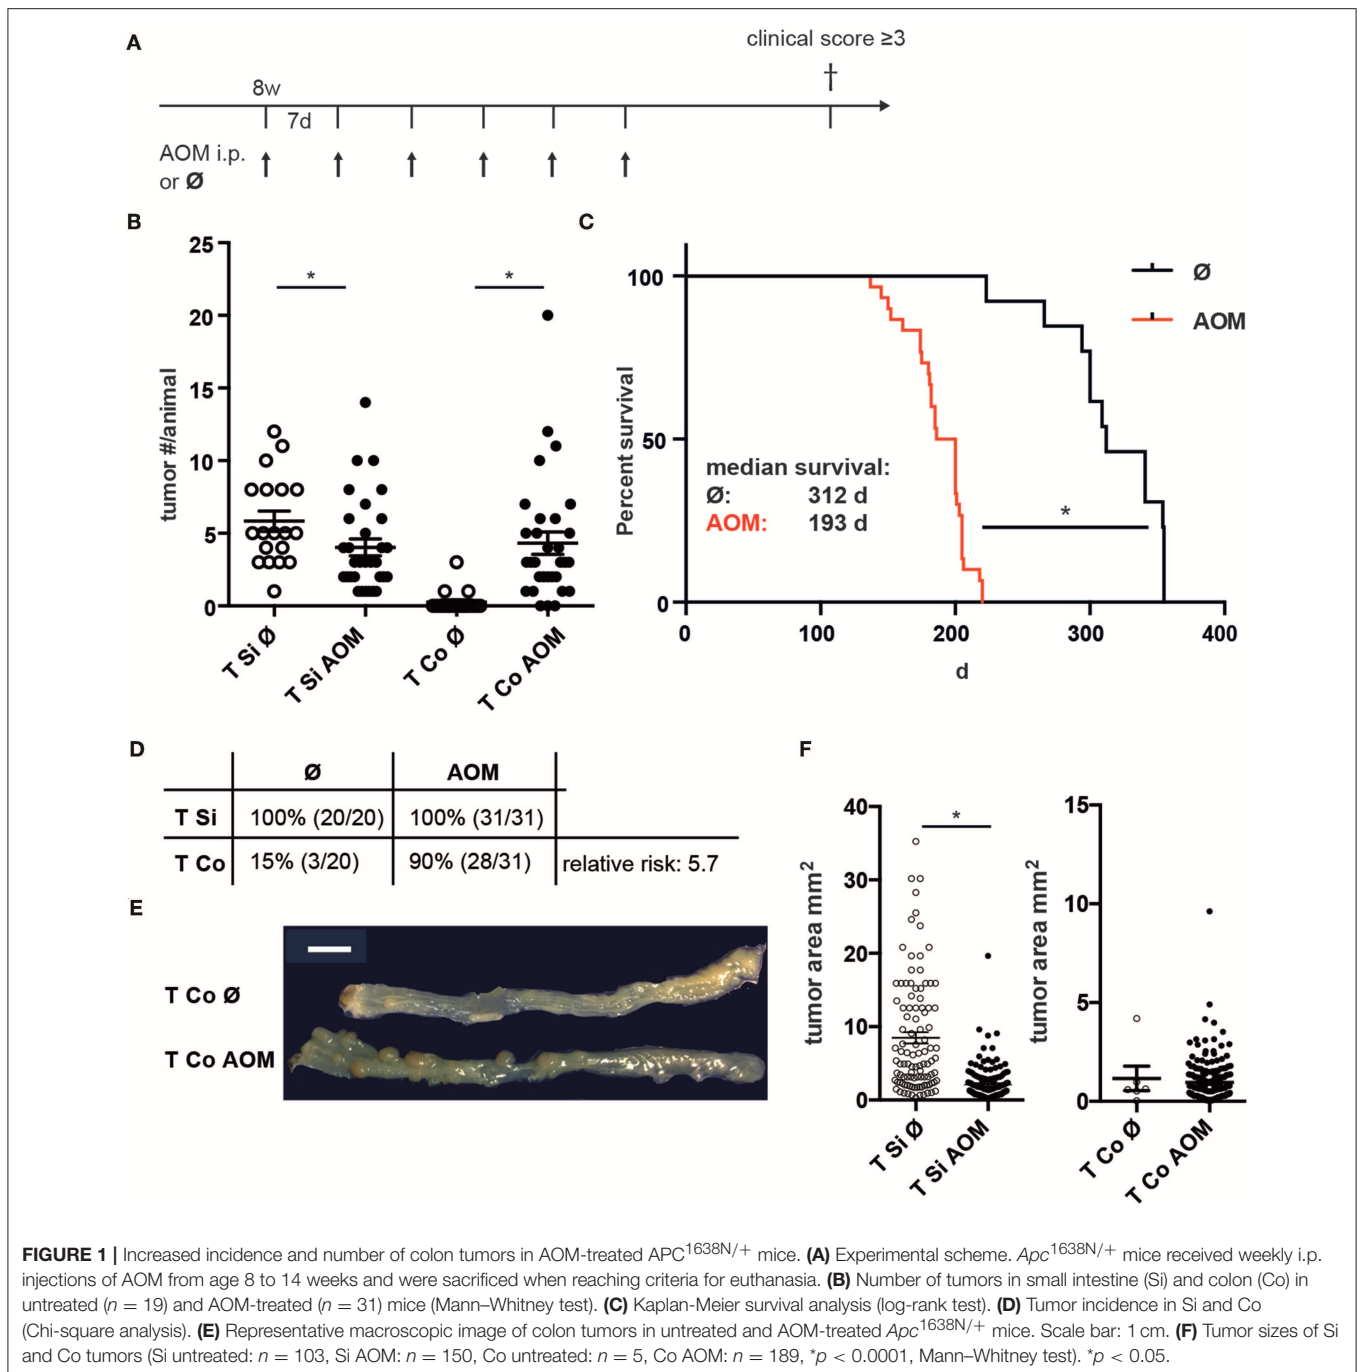 A
clinical score ≥3
†
8w
7d
AOM i.p.
or Ø
B
25
20
15
10
5
0
tumor #/animal
*
*
T Si Ø
T Si AOM
T Co Ø
T Co AOM
C
100
50
0
Percent survival
Ø
AOM
median survival:
Ø: 312 d
AOM: 193 d
*
0 100 200 300 400
d
D
Ø AOM
T Si 100% (20/20) 100% (31/31)
T Co 15% (3/20) 90% (28/31) relative risk: 5.7
E
T Co Ø
T Co AOM
F
40
30
20
10
0
tumor area mm²
*
T Si Ø
T Si AOM
15
10
5
0
tumor area mm²
T Co Ø
T Co AOM
FIGURE 1 | Increased incidence and number of colon tumors in AOM-treated APC1638N/+ mice. (A) Experimental scheme. Apc1638N/+ mice received weekly i.p.
injections of AOM from age 8 to 14 weeks and were sacrificed when reaching criteria for euthanasia. (B) Number of tumors in small intestine (Si) and colon (Co) in
untreated (n = 19) and AOM-treated (n = 31) mice (Mann–Whitney test). (C) Kaplan-Meier survival analysis (log-rank test). (D) Tumor incidence in Si and Co
(Chi-square analysis). (E) Representative macroscopic image of colon tumors in untreated and AOM-treated Apc1638N/+ mice. Scale bar: 1 cm. (F) Tumor sizes of Si
and Co tumors (Si untreated: n = 103, Si AOM: n = 150, Co untreated: n = 5, Co AOM: n = 189, *p < 0.0001, Mann–Whitney test). *p < 0.05.